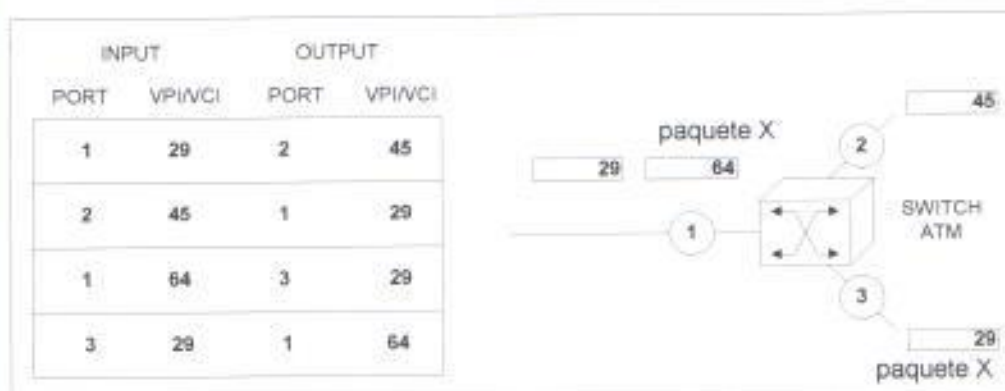 INPUT OUTPUT
PORT VPI/VCI PORT VPI/VCI
1 29 2 45
2 45 1 29
1 64 3 29
3 29 1 64
45
paquete X
2
29 64
SWITCH
ATM
1
3
29
paquete X